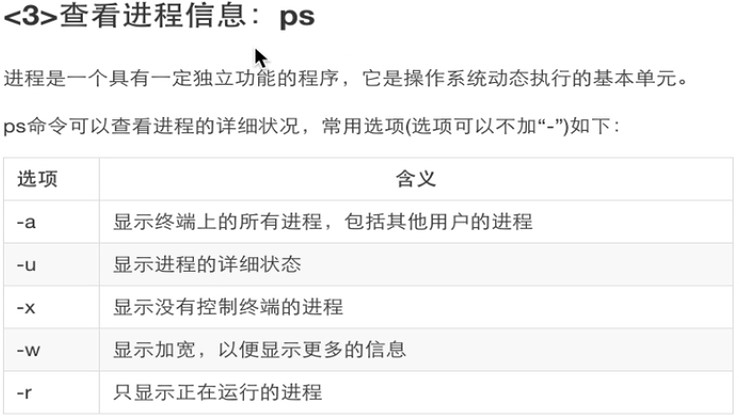 <3>查看进程信息：ps
进程是一个具有一定独立功能的程序，它是操作系统动态执行的基本单元。
ps命令可以查看进程的详细状况，常用选项(选项可以不加“-”)如下：
选项 含义
-a 显示终端上的所有进程，包括其他用户的进程
-u 显示进程的详细状态
-x 显示没有控制终端的进程
-w 显示加宽，以便显示更多的信息
-r 只显示正在运行的进程